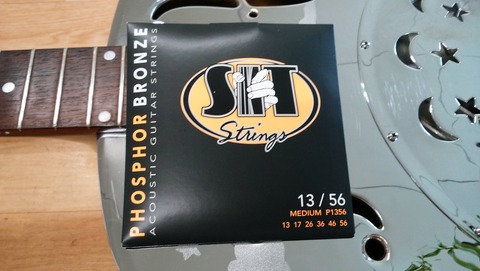 PHOSPHOR BRONZE
ACOUSTIC GUITAR STRINGS
SIT
Strings
13/56
MEDIUM P1356
13 17 26 36 46 56